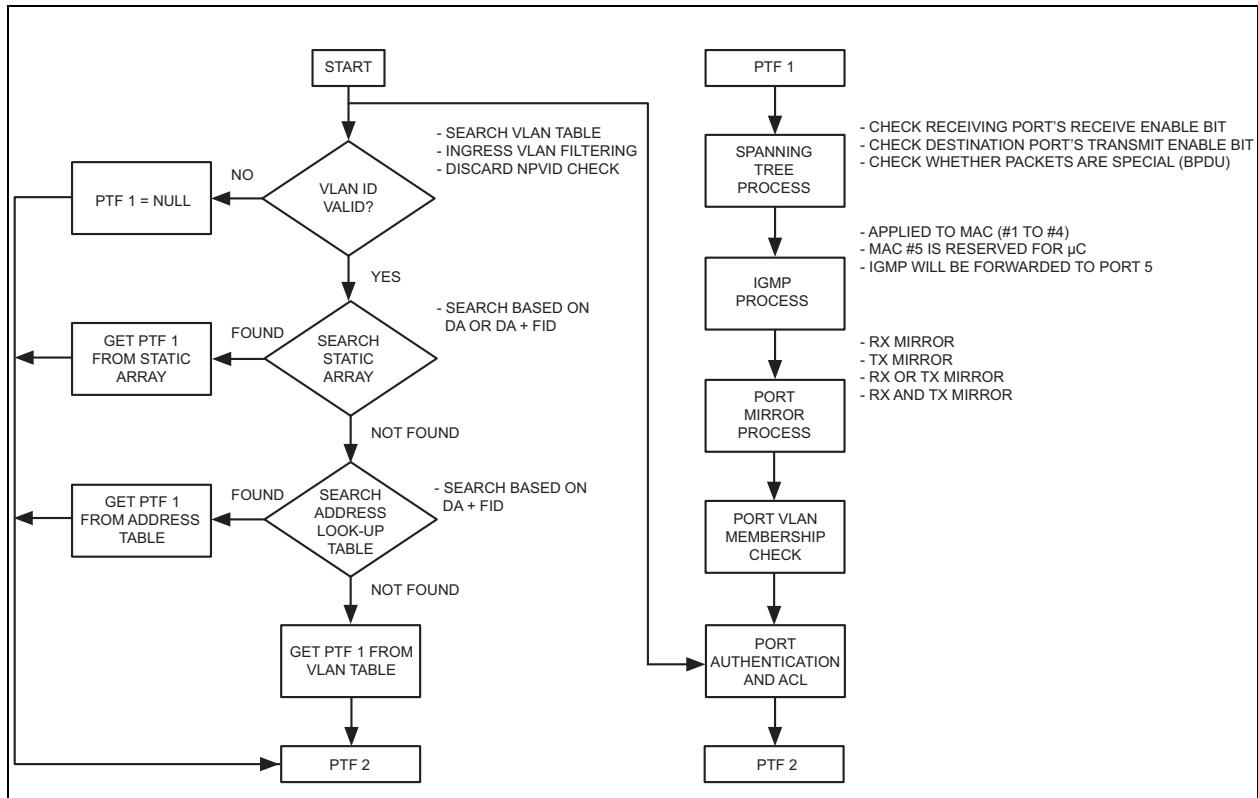 START
- SEARCH VLAN TABLE
- INGRESS VLAN FILTERING
- DISCARD NPVID CHECK
VLAN ID
VALID?
NO
PTF 1 = NULL
YES
- SEARCH BASED ON
DA OR DA + FID
SEARCH
STATIC
ARRAY
FOUND
GET PTF 1
FROM STATIC
ARRAY
NOT FOUND
- SEARCH BASED ON
DA + FID
SEARCH
ADDRESS
LOOK-UP
TABLE
FOUND
GET PTF 1
FROM ADDRESS
TABLE
NOT FOUND
GET PTF 1 FROM
VLAN TABLE
PTF 2
PTF 1
SPANNING
TREE
PROCESS
- CHECK RECEIVING PORT'S RECEIVE ENABLE BIT
- CHECK DESTINATION PORT'S TRANSMIT ENABLE BIT
- CHECK WHETHER PACKETS ARE SPECIAL (BPDU)
IGMP
PROCESS
- APPLIED TO MAC (#1 TO #4)
- MAC #5 IS RESERVED FOR µC
- IGMP WILL BE FORWARDED TO PORT 5
PORT
MIRROR
PROCESS
- RX MIRROR
- TX MIRROR
- RX OR TX MIRROR
- RX AND TX MIRROR
PORT VLAN
MEMBERSHIP
CHECK
PORT
AUTHENTICATION
AND ACL
PTF 2